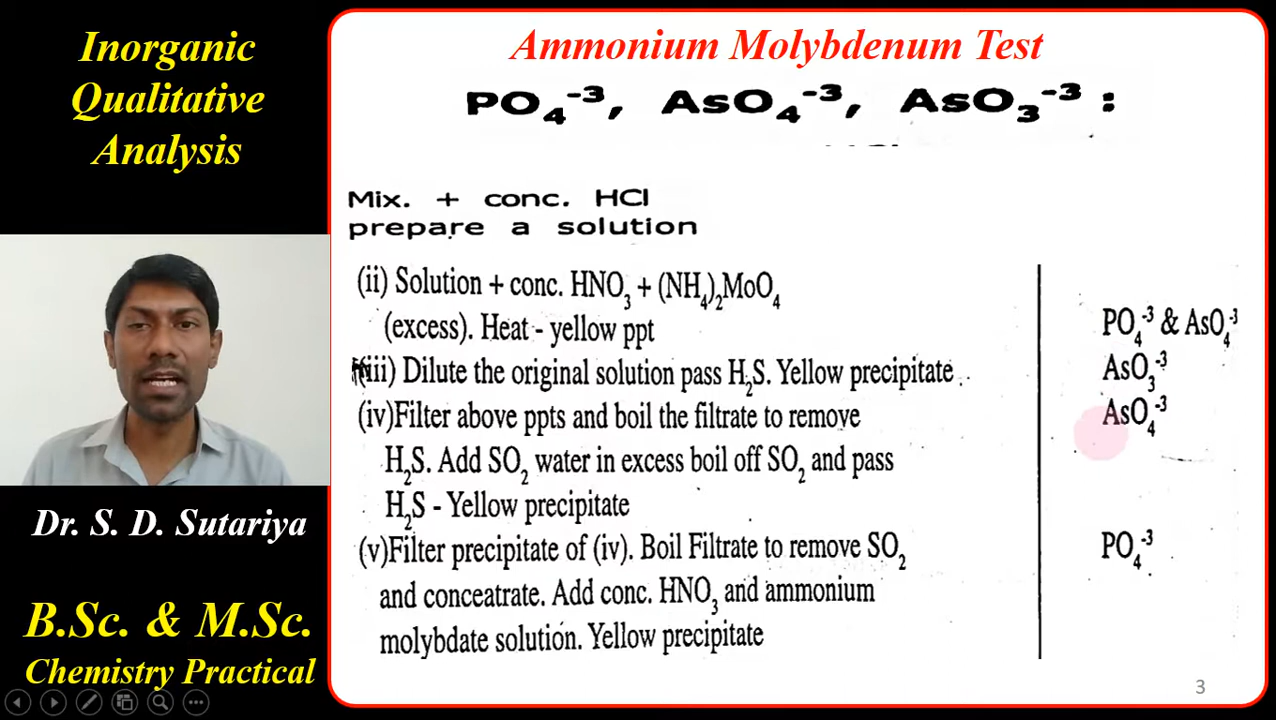 Inorganic
Qualitative
Analysis
Dr. S. D. Sutariya
B.Sc. & M.Sc.
Chemistry Practical
Ammonium Molybdenum Test
PO₄⁻³, AsO₄⁻³, AsO₃⁻³ :
Mix. + conc. HCl
prepare a solution
(ii) Solution + conc. HNO₃ + (NH₄)₂MoO₄
(excess). Heat - yellow ppt
PO₄⁻³ & AsO₄⁻³
(iii) Dilute the original solution pass H₂S. Yellow precipitate .
AsO₃⁻³
(iv)Filter above ppts and boil the filtrate to remove
AsO₄⁻³
H₂S. Add SO₂ water in excess boil off SO₂ and pass
H₂S - Yellow precipitate
(v)Filter precipitate of (iv). Boil Filtrate to remove SO₂
PO₄⁻³
and conceatrate. Add conc. HNO₃ and ammonium
molybdate solution. Yellow precipitate
3